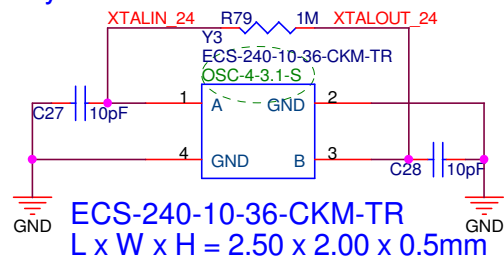 XTALIN_24 R79 1M XTALOUT_24
Y3
ECS-240-10-36-CKM-TR
OSC-4-3.1-S
1 A GND 2
C27 10pF
4 GND B 3
C28 10pF
GND GND
ECS-240-10-36-CKM-TR
L x W x H = 2.50 x 2.00 x 0.5mm